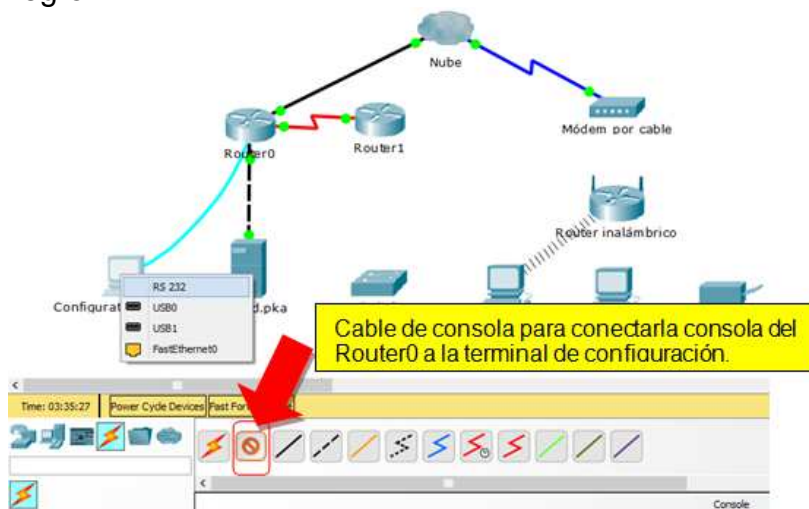 Nube
Router0
Router1
Módem por cable
Router inalámbrico
RS 232
USB0
USB1
FastEthernet0
d.pka
Cable de consola para conectarla consola del
Router0 a la terminal de configuración.
Time: 03:35:27
Power Cycle Devices
Console